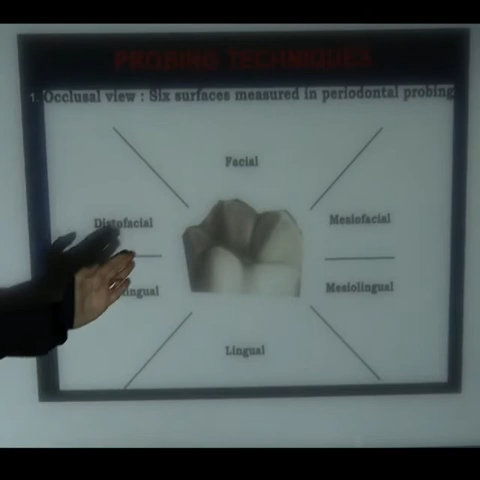 PROBING TECHNIQUES
1. Occlusal view : Six surfaces measured in periodontal probing
Facial
Distofacial
Mesiofacial
Mesiolingual
Lingual